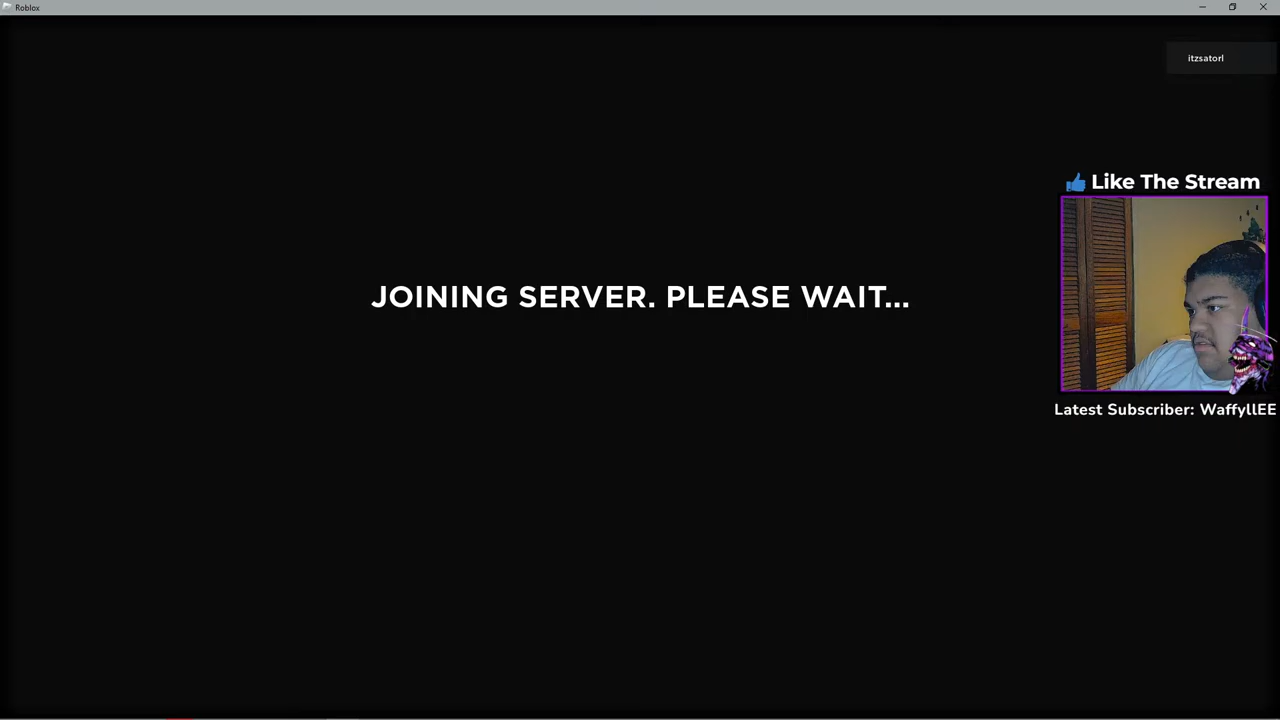 Roblox
itzsatorl
Like The Stream
JOINING SERVER. PLEASE WAIT...
Latest Subscriber: WaffyllEE